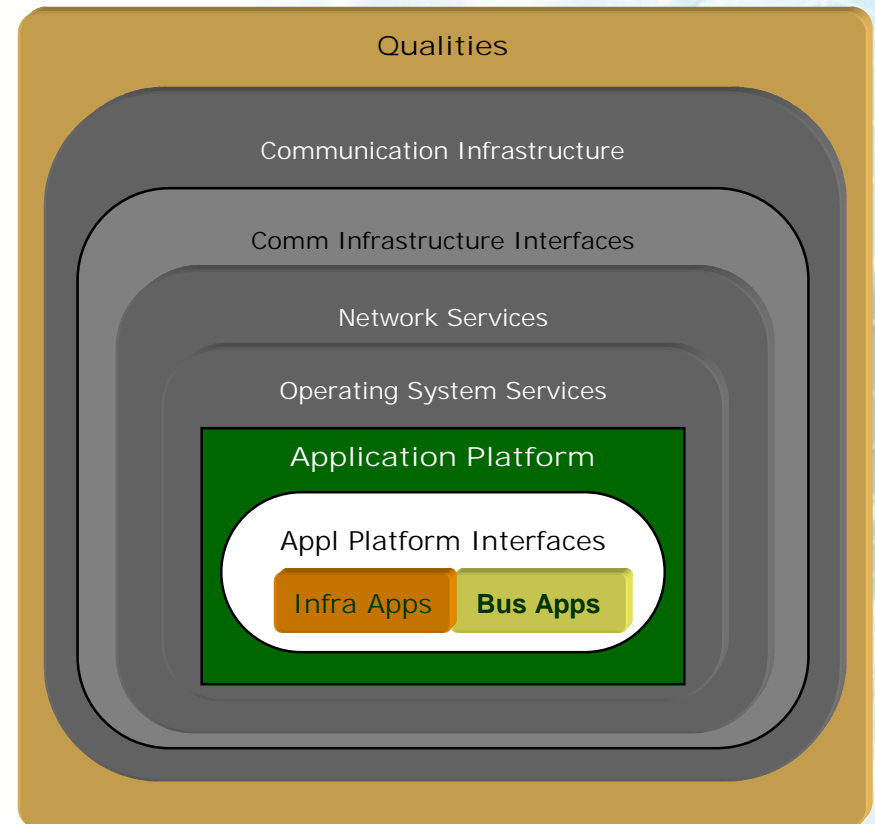 Qualities
Communication Infrastructure
Comm Infrastructure Interfaces
Network Services
Operating System Services
Application Platform
Appl Platform Interfaces
Infra Apps Bus Apps